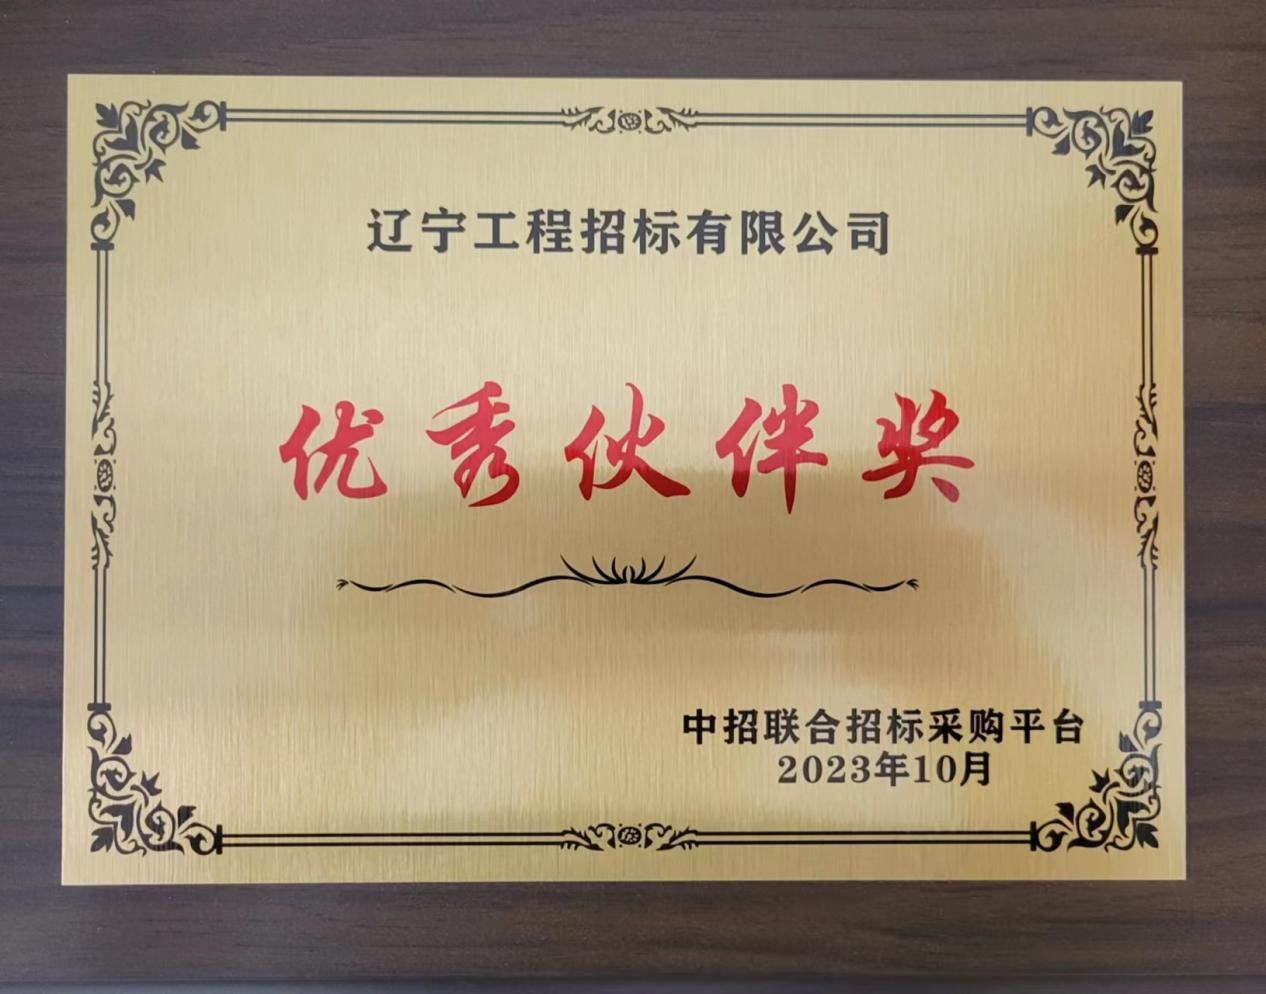 辽宁工程招标有限公司
优秀伙伴奖
中招联合招标采购平台
2023年10月